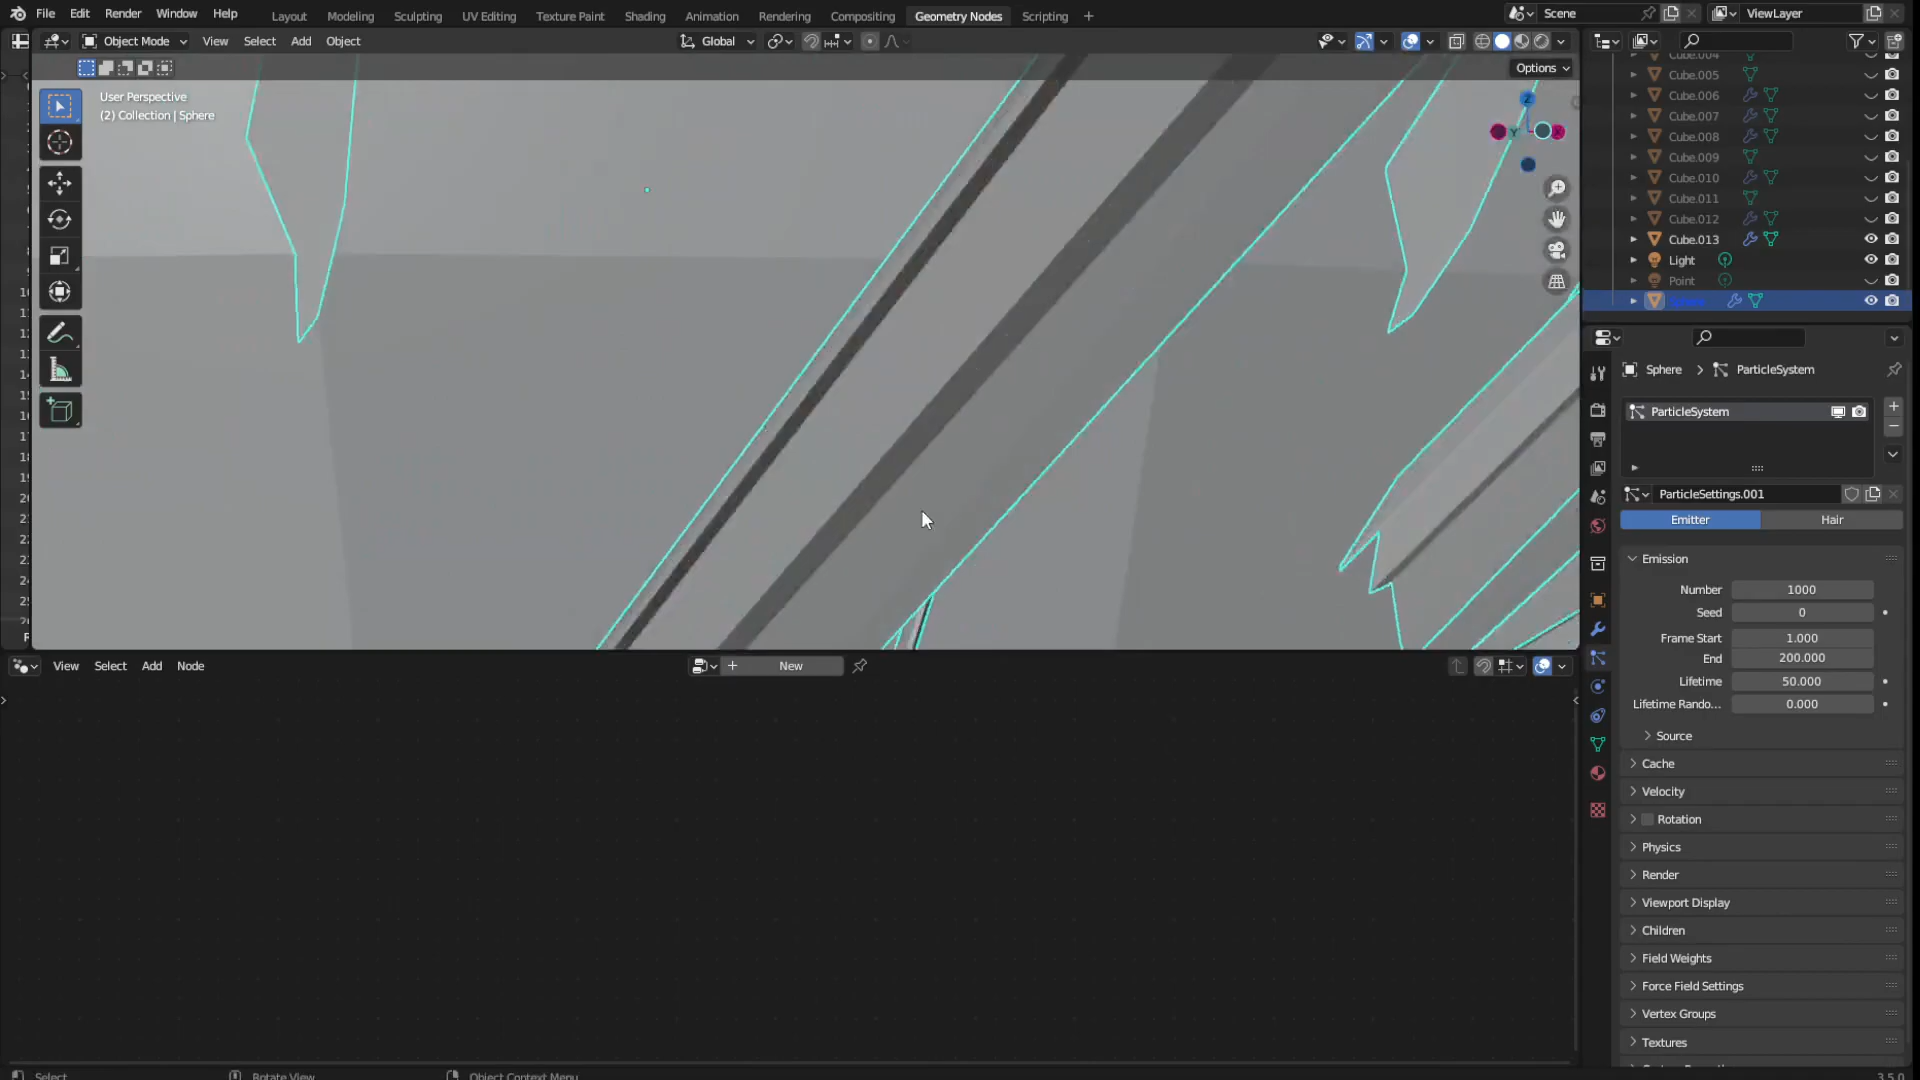 File Edit Render Window Help Layout Modeling Sculpting UV Editing Texture Paint Shading Animation Rendering Compositing Geometry Nodes Scripting + Scene ViewLayer
Object Mode View Select Add Object Global
Options
User Perspective
(2) Collection | Sphere
Cube.005
Cube.006
Cube.007
Cube.008
Cube.009
Cube.010
Cube.011
Cube.012
Cube.013
Light
Point
Sphere > ParticleSystem
ParticleSystem
ParticleSettings.001
Emitter Hair
Emission
Number 1000
Seed 0
Frame Start 1.000
End 200.000
Lifetime 50.000
Lifetime Rando... 0.000
Source
Cache
Velocity
Rotation
Physics
Render
Viewport Display
Children
Field Weights
Force Field Settings
Vertex Groups
Textures
View Select Add Node + New
Select Rotate View Object Context Menu 3.5.0